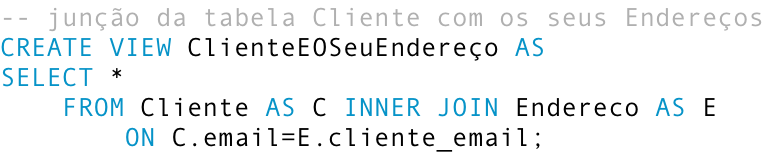 -- junção da tabela Cliente com os seus Endereços
CREATE VIEW ClienteEOSeuEndereço AS
SELECT *
    FROM Cliente AS C INNER JOIN Endereco AS E
        ON C.email=E.cliente_email;